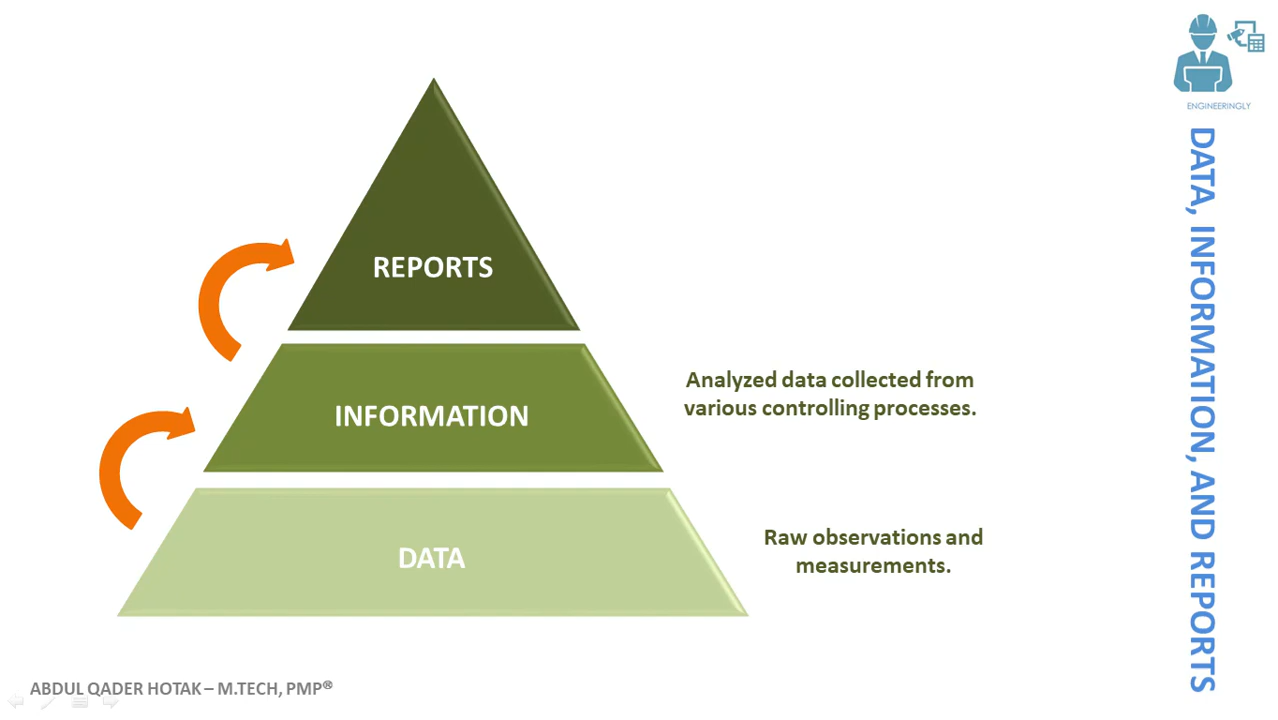 ENGINEERINGLY
DATA, INFORMATION, AND REPORTS
REPORTS
INFORMATION
Analyzed data collected from
various controlling processes.
DATA
Raw observations and
measurements.
ABDUL QADER HOTAK – M.TECH, PMP®